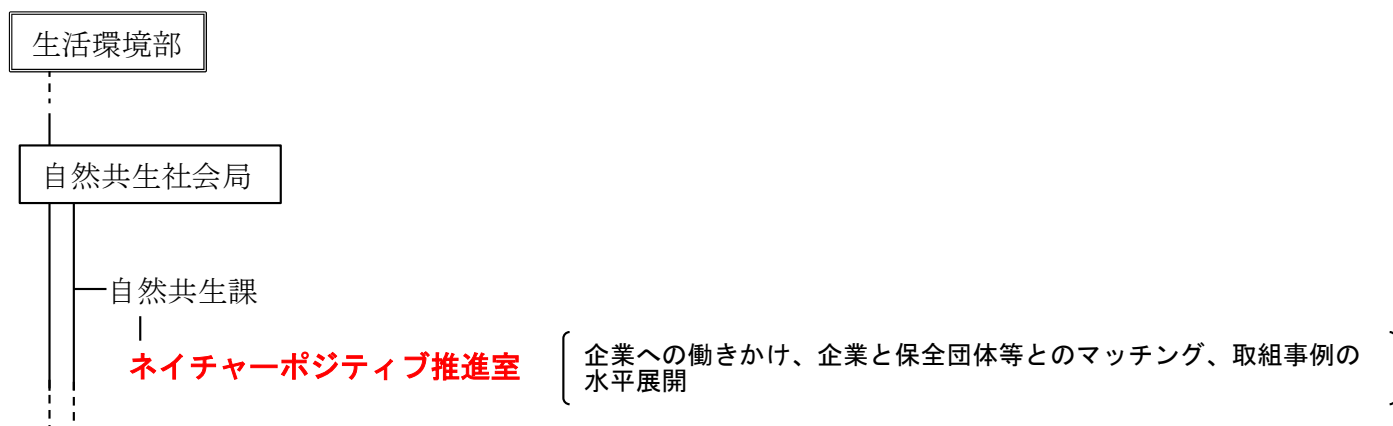 生活環境部
自然共生社会局
自然共生課
ネイチャーポジティブ推進室
企業への働きかけ、企業と保全団体等とのマッチング、取組事例の
水平展開